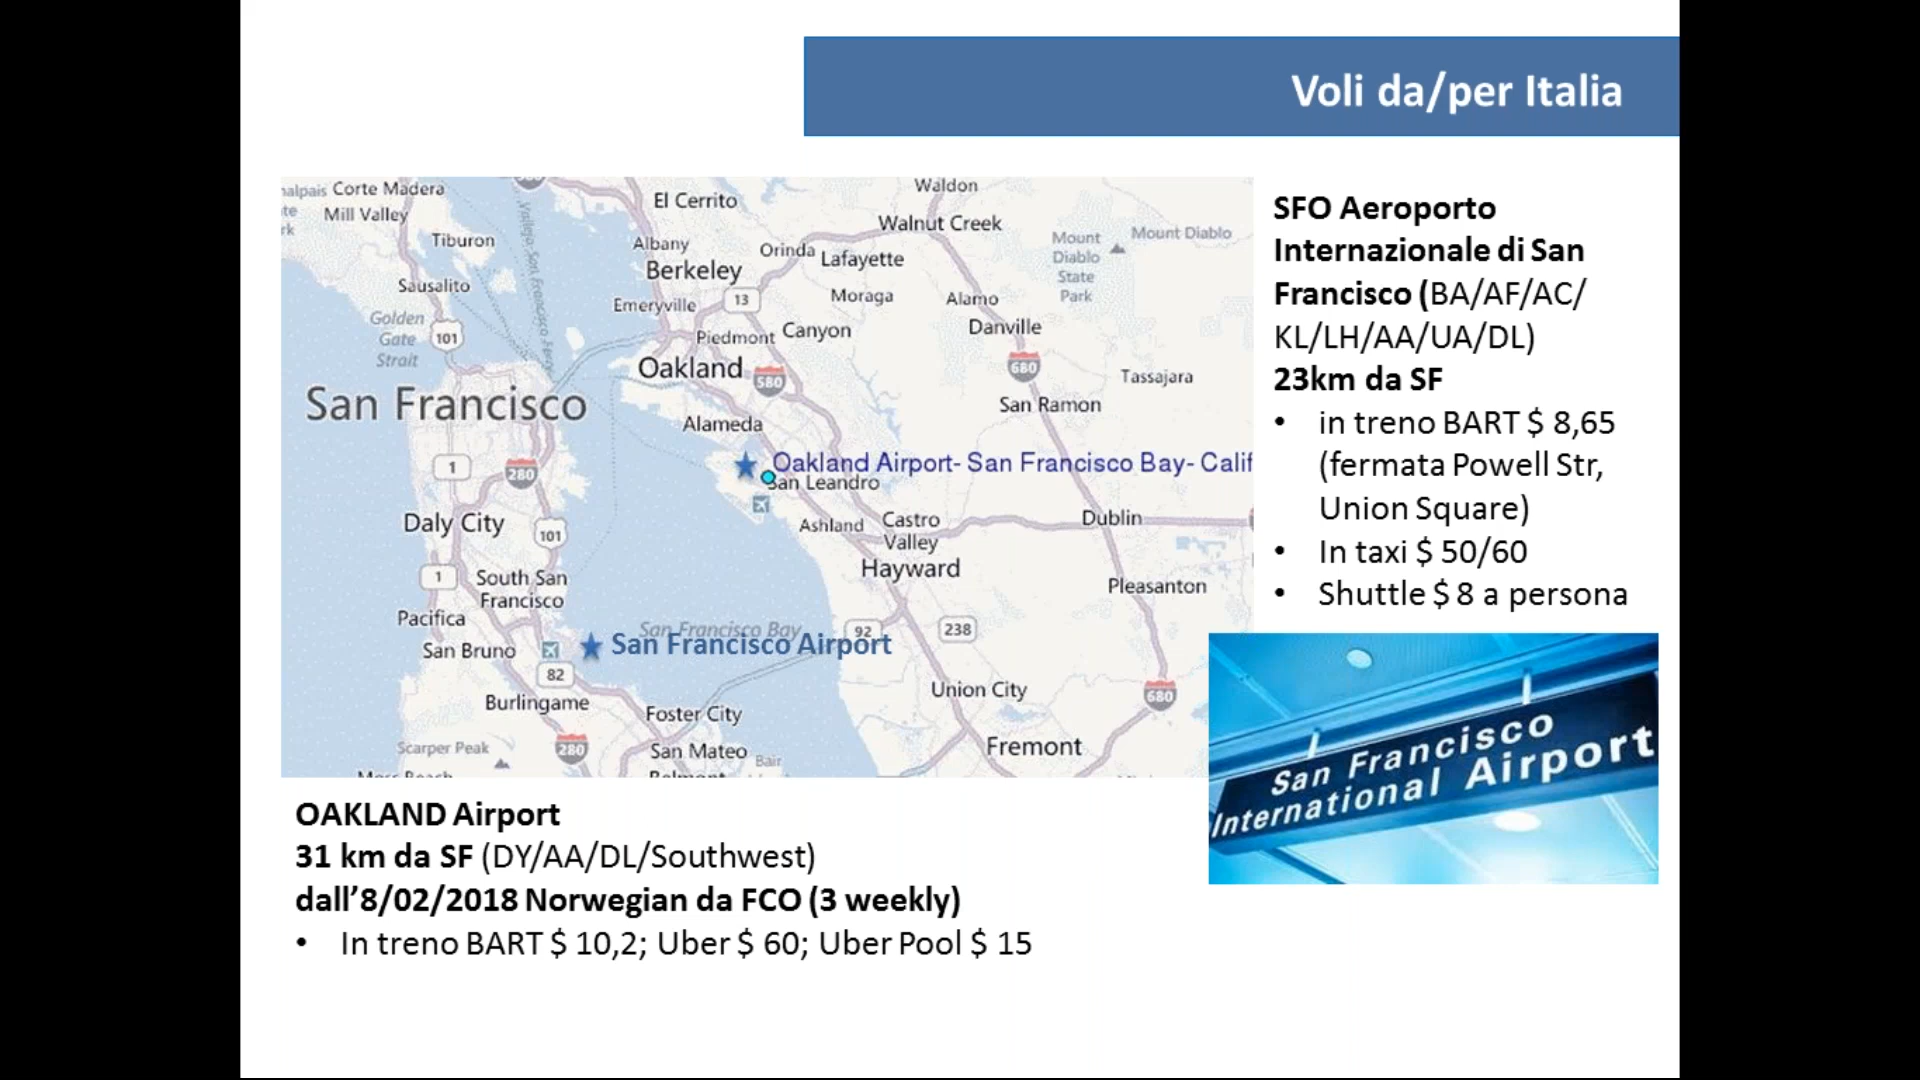 Voli da/per Italia
Corte Madera
Mill Valley
Tiburon
Sausalito
Golden
Gate
Strait
101
El Cerrito
Albany
Berkeley
Emeryville
13
Orinda
Lafayette
Moraga
Piedmont
Canyon
Oakland
580
Alameda
Waldon
Walnut Creek
Mount
Diablo
State
Park
Mount Diablo
Alamo
Danville
680
Tassajara
San Ramon
San Francisco
1
280
Daly City
101
1
South San
Francisco
Pacifica
San Bruno
82
Burlingame
Scarper Peak
280
Oakland Airport- San Francisco Bay- Calif
San Leandro
Ashland
Castro
Valley
Hayward
Dublin
Pleasanton
San Francisco Bay
San Francisco Airport
92
238
Union City
680
Foster City
San Mateo
Bair
Fremont
SFO Aeroporto
Internazionale di San
Francisco (BA/AF/AC/
KL/LH/AA/UA/DL)
23km da SF
• in treno BART $ 8,65
(fermata Powell Str,
Union Square)
• In taxi $ 50/60
• Shuttle $ 8 a persona
San Francisco
International Airport
OAKLAND Airport
31 km da SF (DY/AA/DL/Southwest)
dall’8/02/2018 Norwegian da FCO (3 weekly)
• In treno BART $ 10,2; Uber $ 60; Uber Pool $ 15